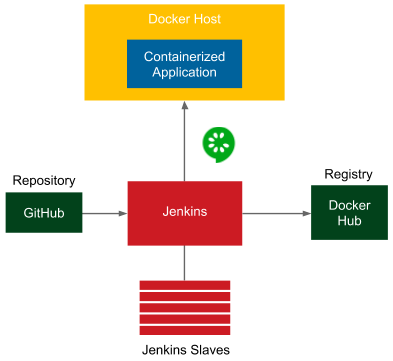 Docker Host
Containerized
Application
Repository
GitHub
Jenkins
Registry
Docker
Hub
Jenkins Slaves